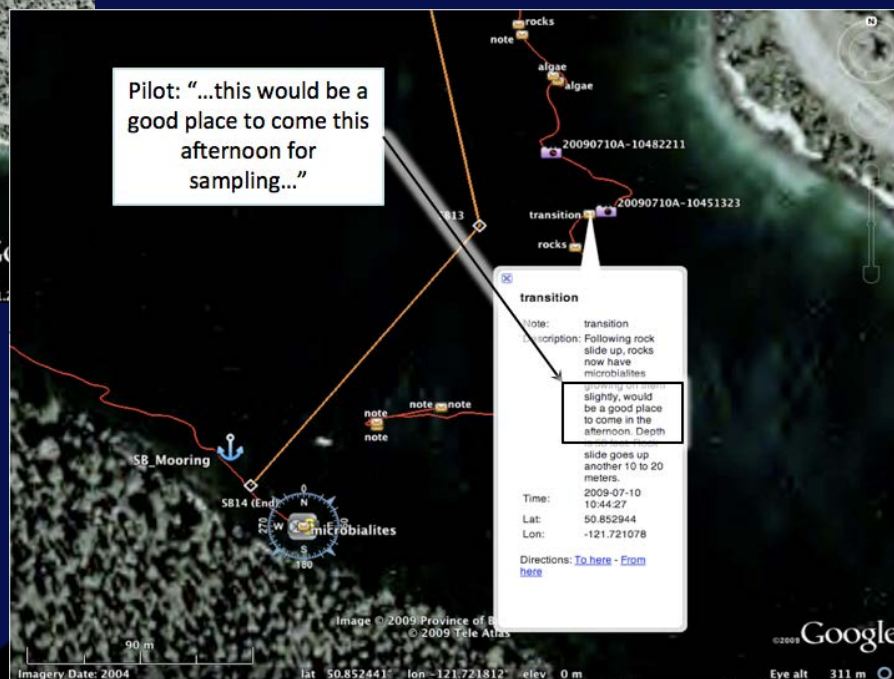 rocks
note
algae
algae
Pilot: “...this would be a
good place to come this
afternoon for
sampling...”
20090710A-10482211
20090710A-10451323
transition
rocks
transition
Note: transition
Description: Following rock
slide up, rocks
now have
microbialites
growing on them
slightly, would
be a good place
to come in the
afternoon. Depth
slide goes up
another 10 to 20
meters.
Time: 2009-07-10
10:44:27
Lat: 50.852944
Lon: -121.721078
Directions: To here - From
here
note
note
note
note
SB_Mooring
SB14 (End)
0
N
270
W
E
S
180
microbialites
Image © 2009 Province of
© 2009 Tele Atlas
©2009 Google
90 m
Imagery Date: 2004
lat 50.852441° lon -121.721812° elev 0 m
Eye alt 311 m
N